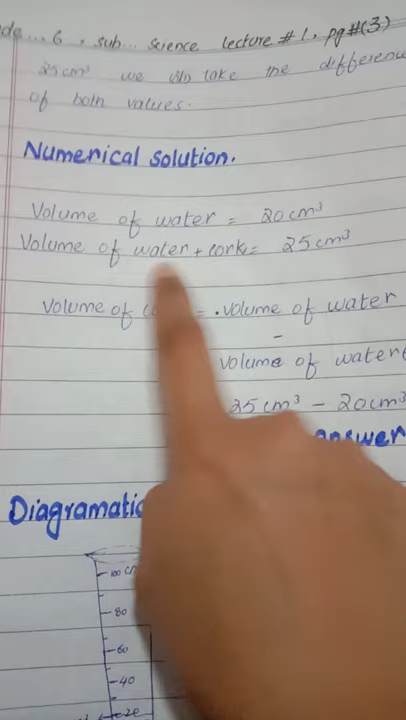 6, sub... science lecture #1, pg#(3)
25cm³ we will take the difference
of both values.
Numerical solution.
Volume of water = 20cm³
Volume of water + cork = 25cm³
Volume of = volume of water
-
volume of water
25cm³ - 20cm³
answer
Diagramatic
100 cm
80
60
40
20